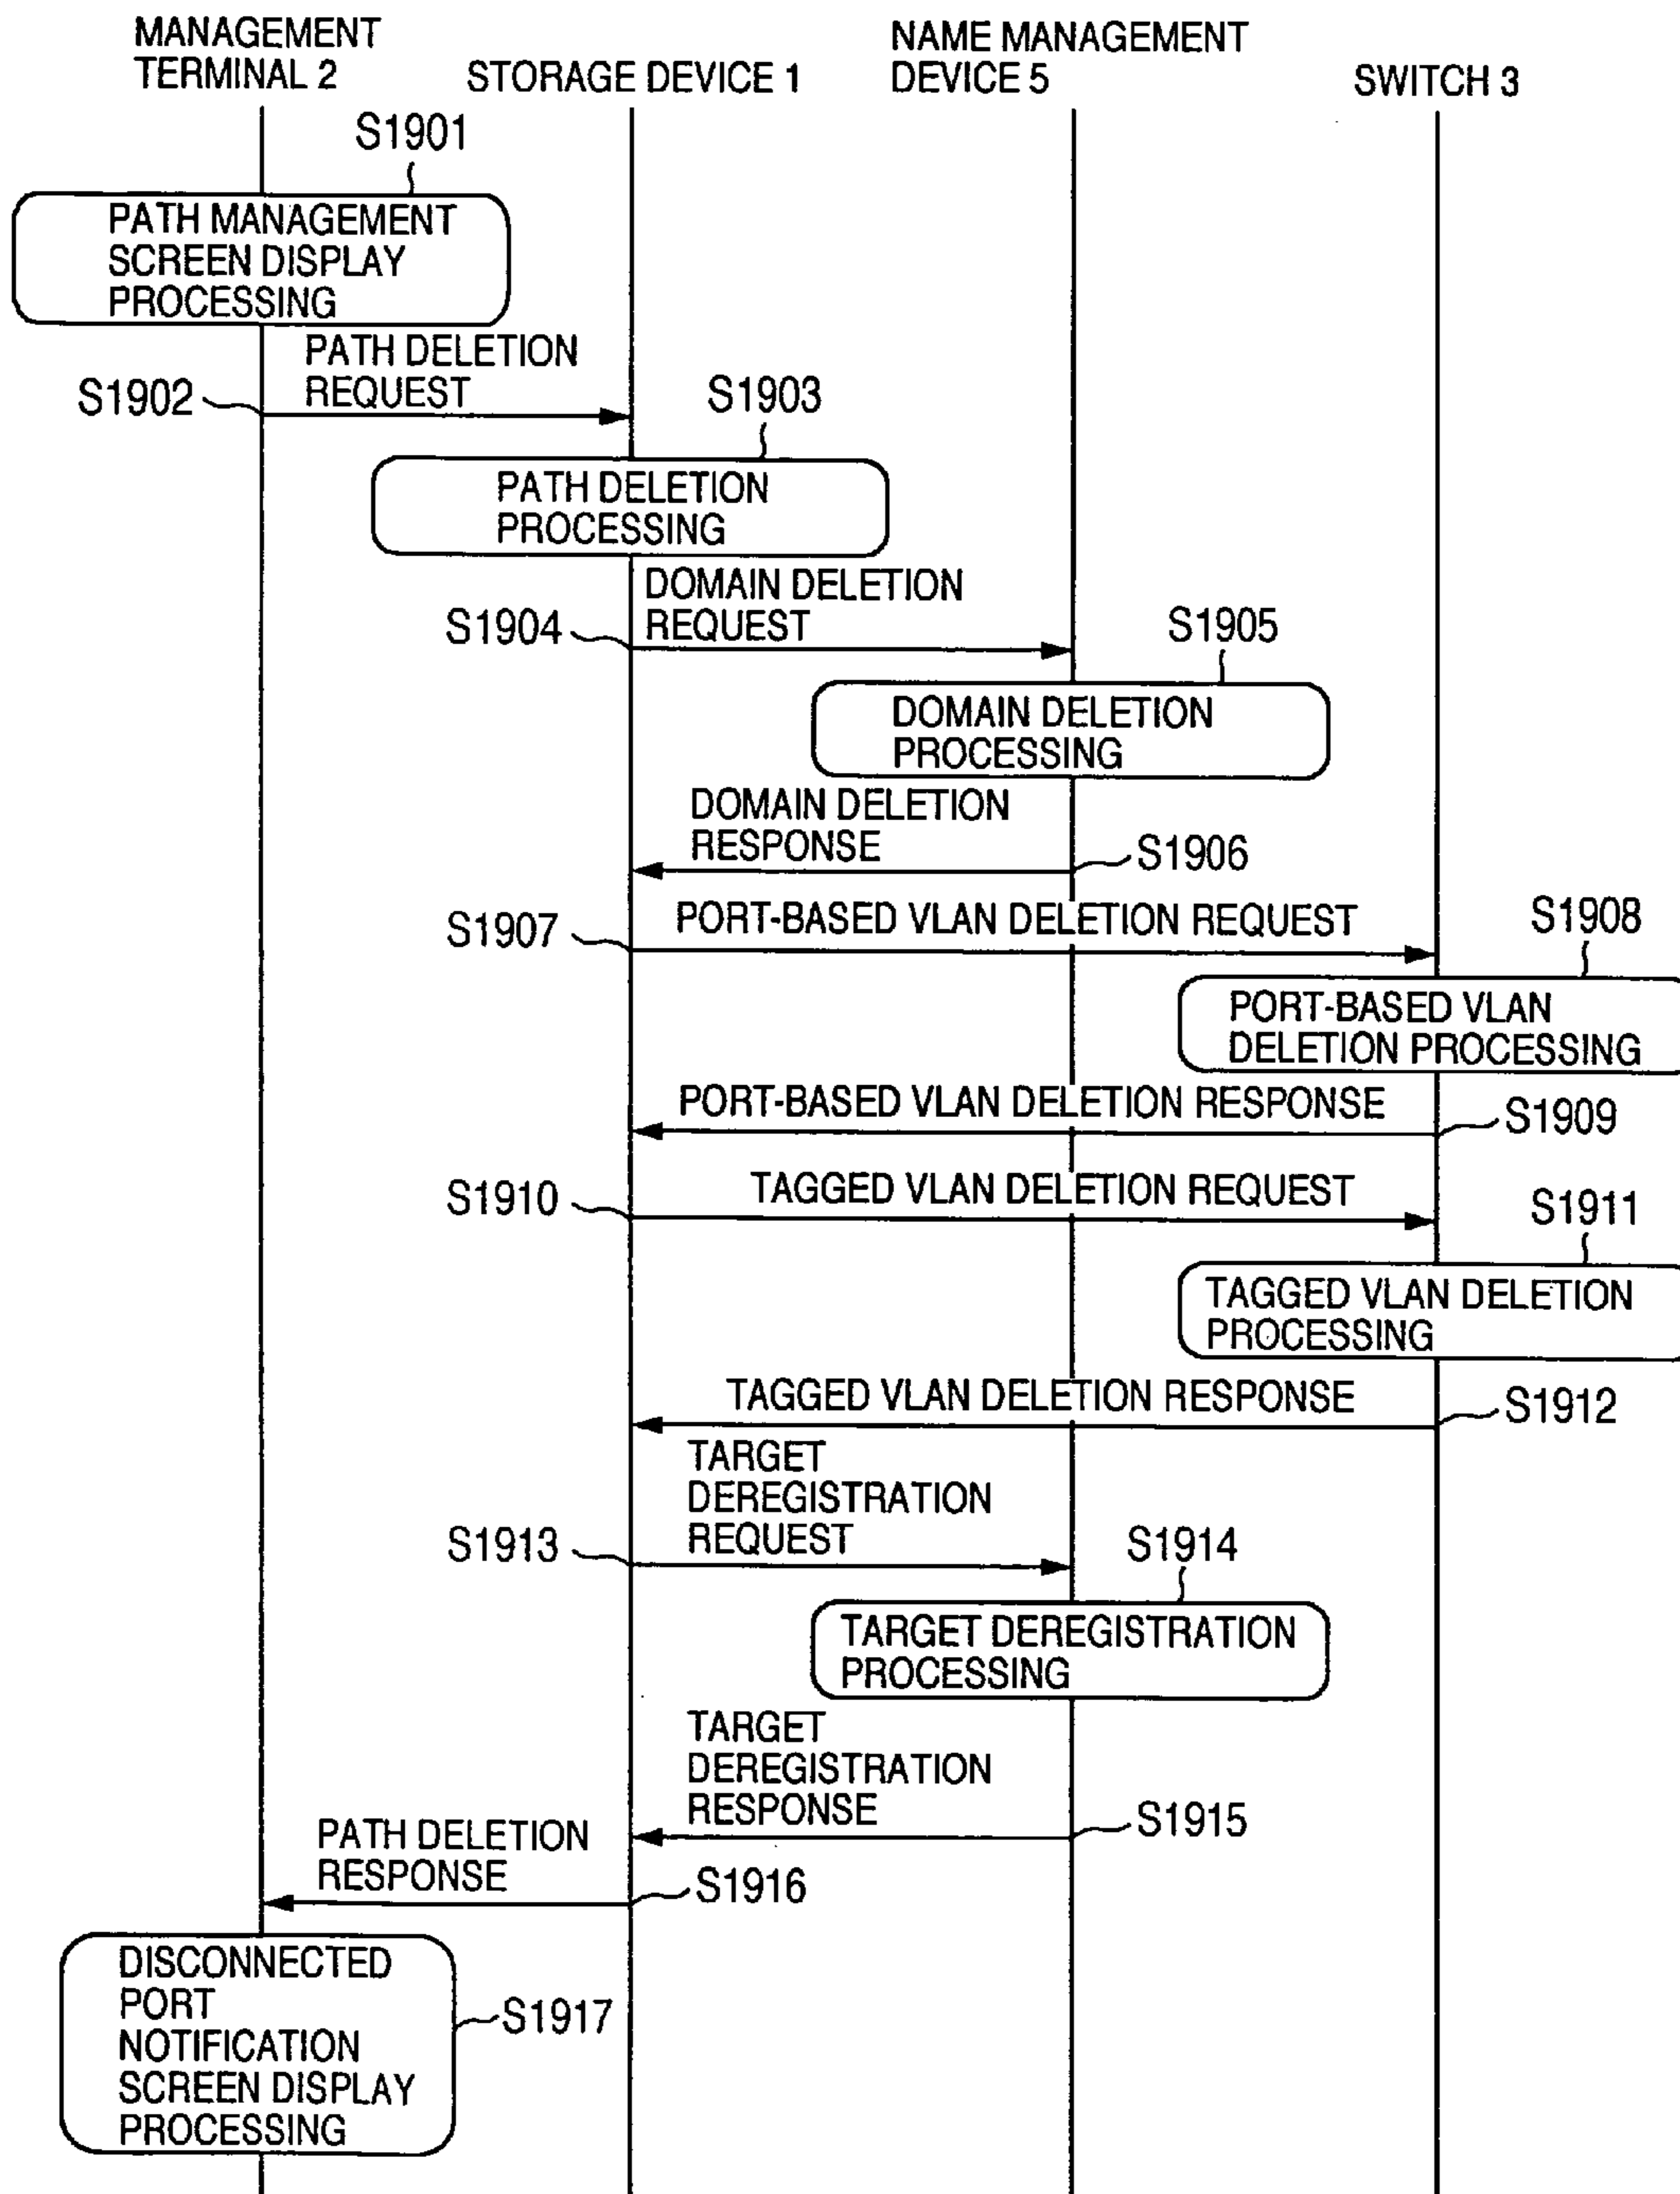 MANAGEMENT
TERMINAL 2
STORAGE DEVICE 1
NAME MANAGEMENT
DEVICE 5
SWITCH 3
S1901
PATH MANAGEMENT
SCREEN DISPLAY
PROCESSING
PATH DELETION
REQUEST
S1902
S1903
PATH DELETION
PROCESSING
DOMAIN DELETION
REQUEST
S1904
S1905
DOMAIN DELETION
PROCESSING
DOMAIN DELETION
RESPONSE
S1906
S1907
PORT-BASED VLAN DELETION REQUEST
S1908
PORT-BASED VLAN
DELETION PROCESSING
PORT-BASED VLAN DELETION RESPONSE
S1909
S1910
TAGGED VLAN DELETION REQUEST
S1911
TAGGED VLAN DELETION
PROCESSING
TAGGED VLAN DELETION RESPONSE
S1912
TARGET
DEREGISTRATION
REQUEST
S1913
S1914
TARGET DEREGISTRATION
PROCESSING
TARGET
DEREGISTRATION
RESPONSE
S1915
PATH DELETION
RESPONSE
S1916
DISCONNECTED
PORT
NOTIFICATION
SCREEN DISPLAY
PROCESSING
S1917